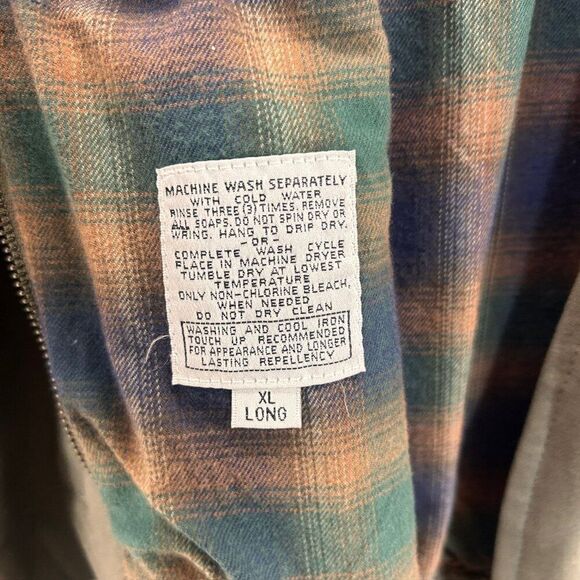 MACHINE WASH SEPARATELY
WITH COLD WATER
RINSE THREE (3) TIMES. REMOVE
ALL SOAPS. DO NOT SPIN DRY OR
WRING. HANG TO DRIP DRY.
-OR-
COMPLETE WASH CYCLE
PLACE IN MACHINE DRYER
TUMBLE DRY AT LOWEST
TEMPERATURE
ONLY NON-CHLORINE BLEACH,
WHEN NEEDED
DO NOT DRY CLEAN
WASHING AND COOL IRON
TOUCH UP RECOMMENDED
FOR APPEARANCE AND LONGER
LASTING REPELLENCY
XL
LONG